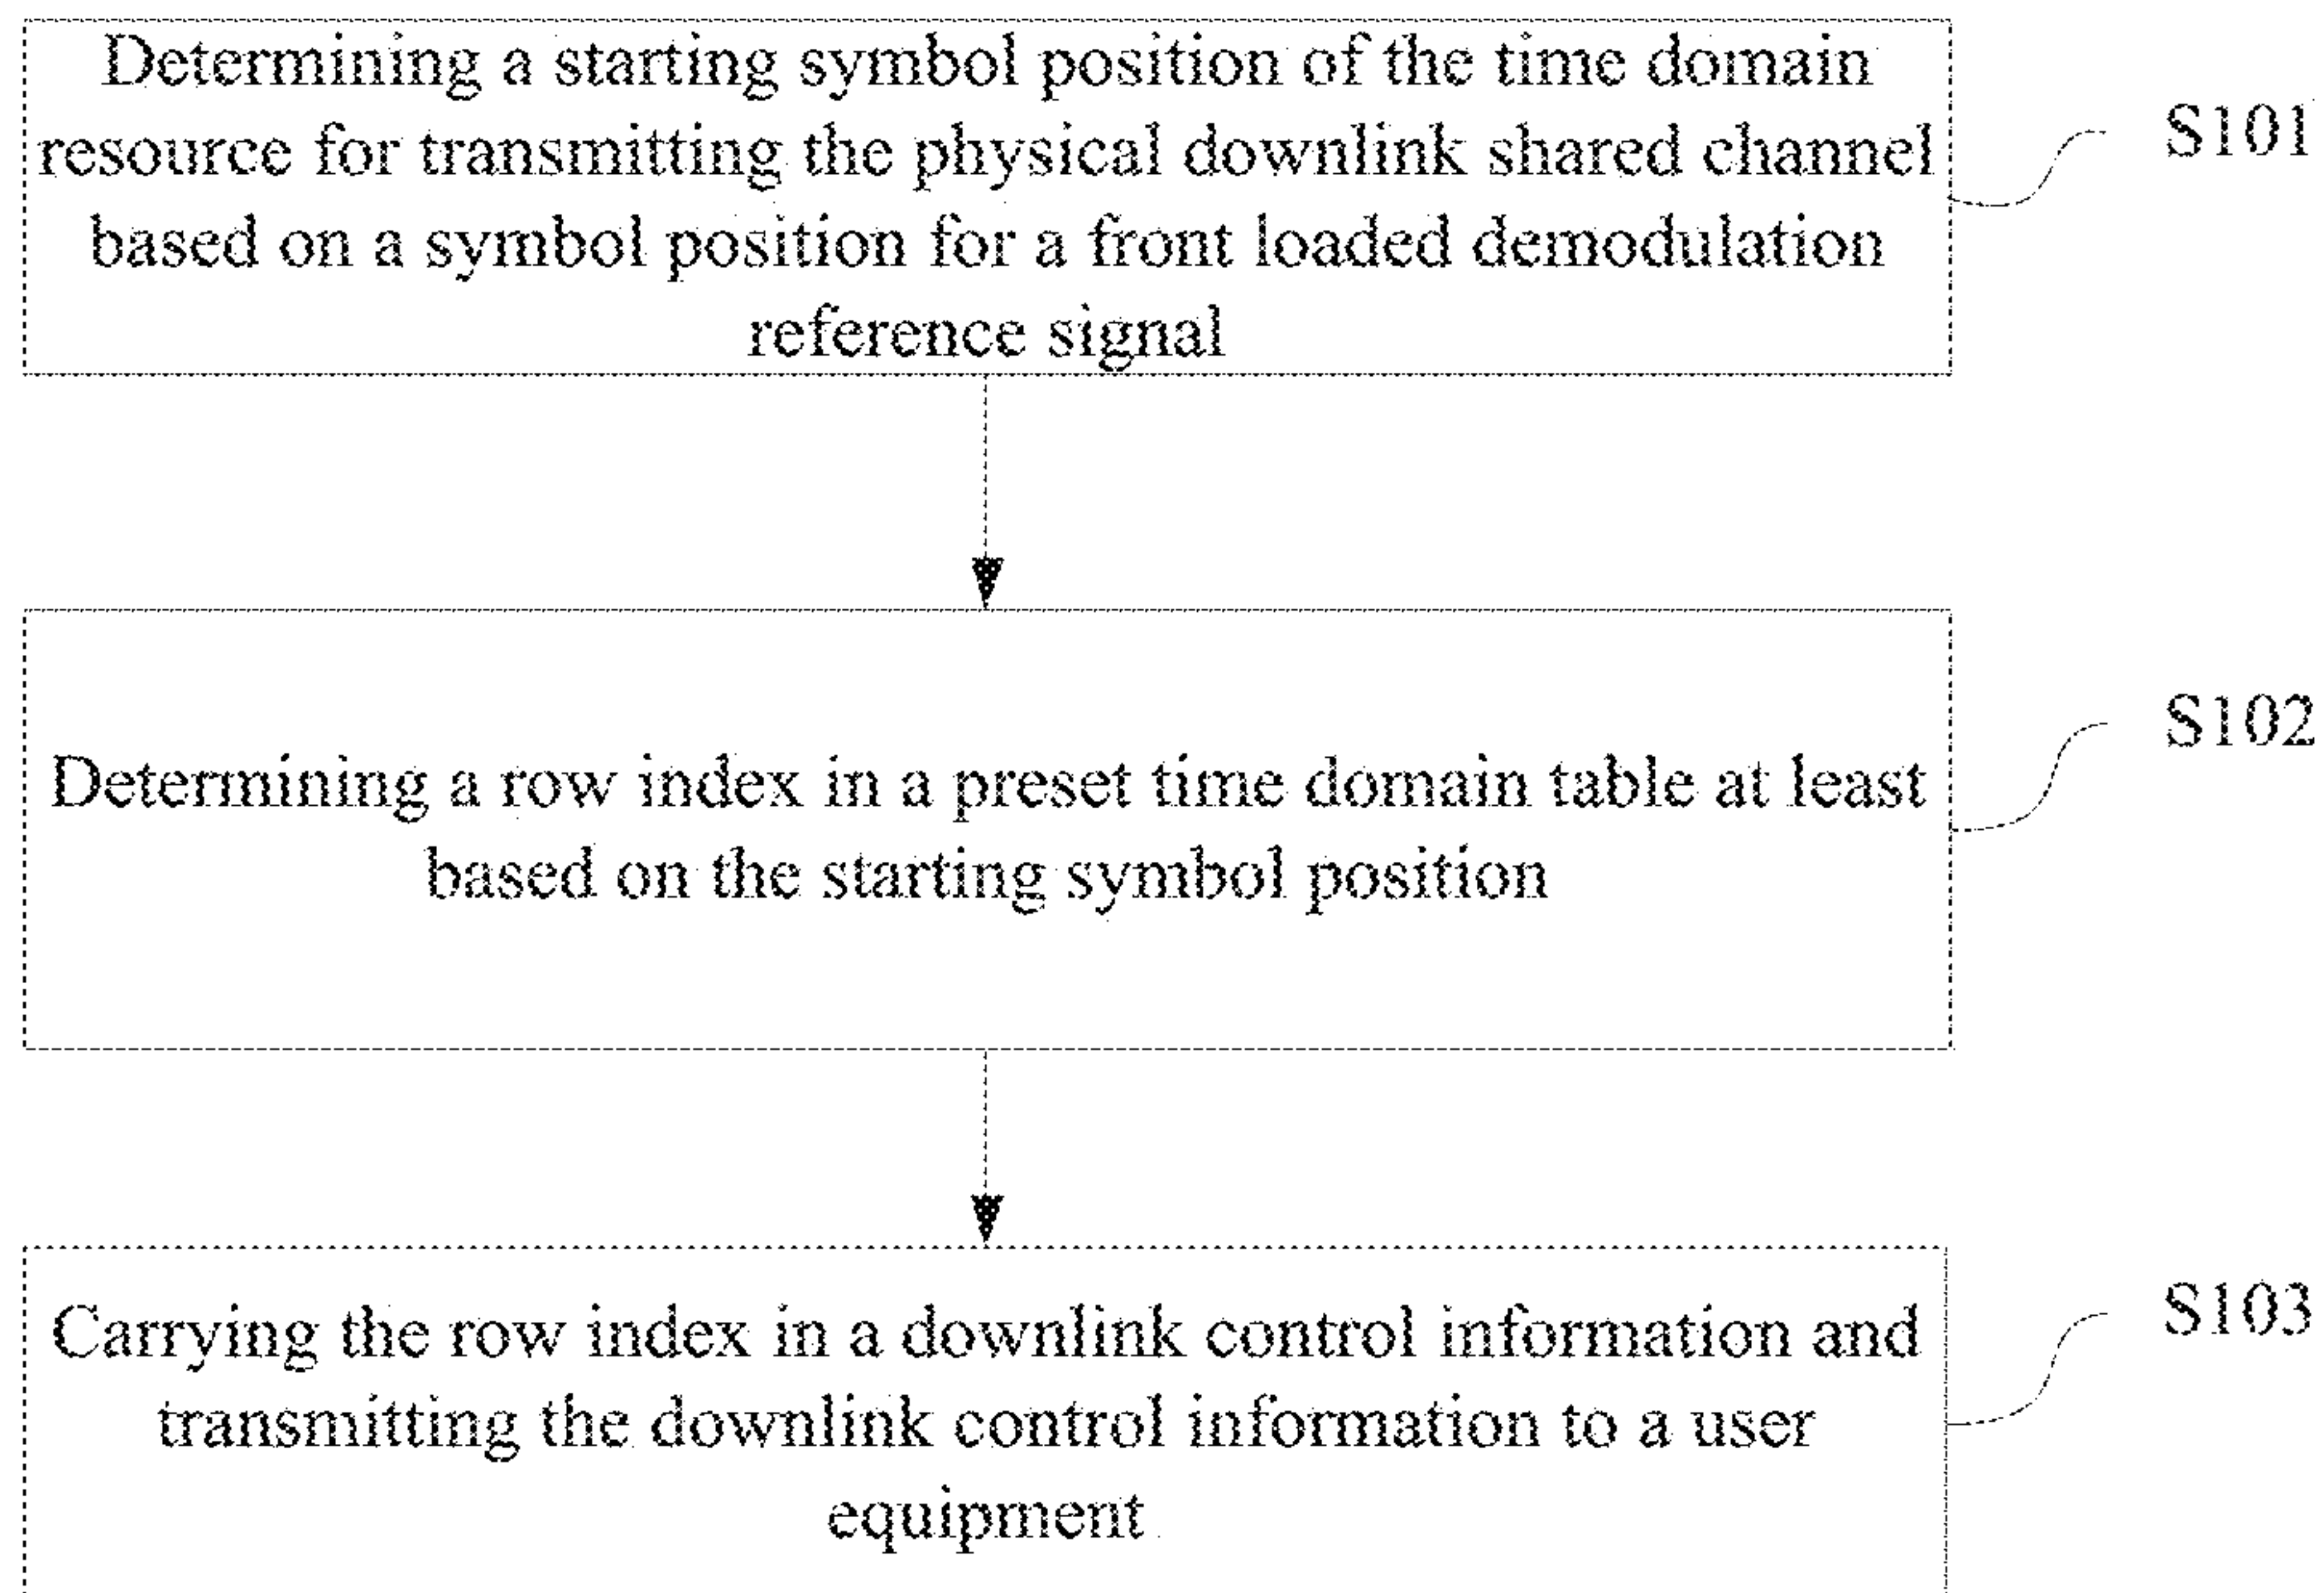 Determining a starting symbol position of the time domain
resource for transmitting the physical downlink shared channel
based on a symbol position for a front loaded demodulation
reference signal
S101
Determining a row index in a preset time domain table at least
based on the starting symbol position
S102
Carrying the row index in a downlink control information and
transmitting the downlink control information to a user
equipment
S103